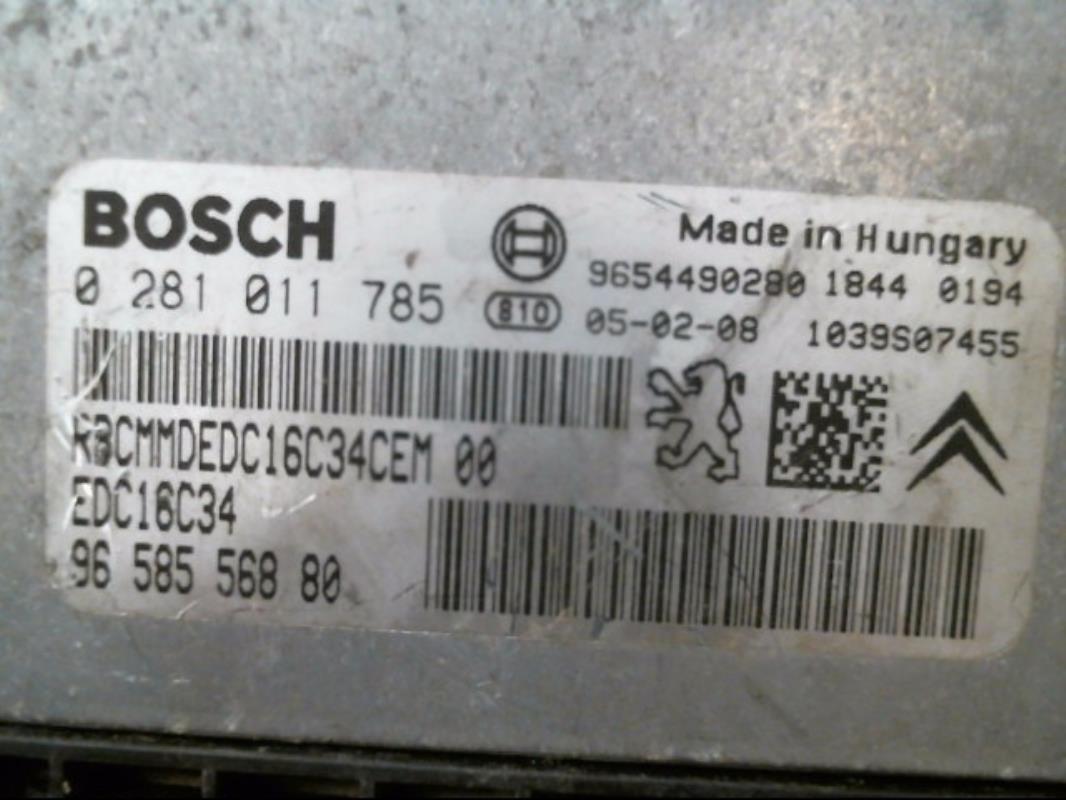 BOSCH
Made in Hungary
0 281 011 785
9654490280 1844 0194
810
05-02-08 1039S07455
K3CMMDEDC16C34CEM 00
EDC16C34
96 585 568 80